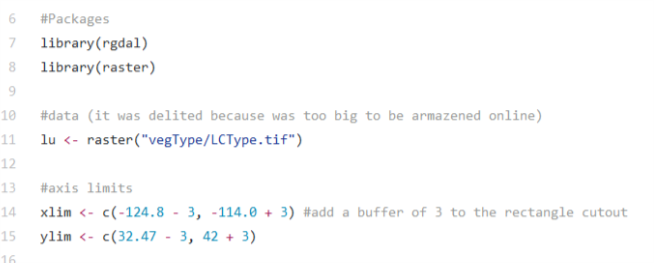 6 #Packages
7 library(rgdal)
8 library(raster)
9
10 #data (it was delited because was too big to be armazened online)
11 lu <- raster("vegType/LCType.tif")
12
13 #axis limits
14 xlim <- c(-124.8 - 3, -114.0 + 3) #add a buffer of 3 to the rectangle cutout
15 ylim <- c(32.47 - 3, 42 + 3)
16